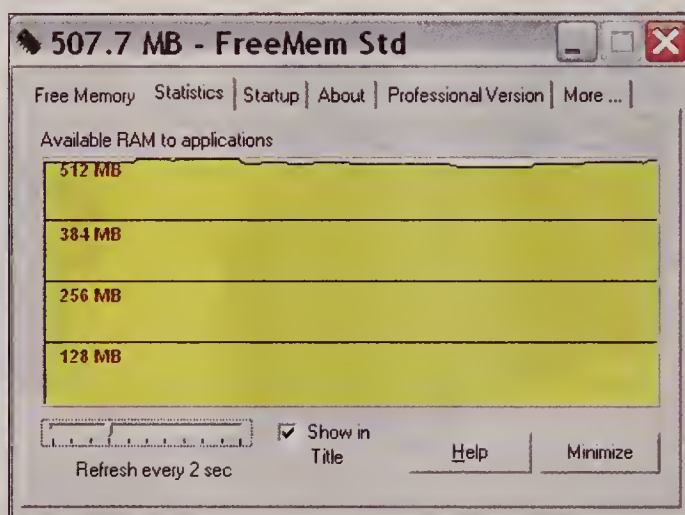 507.7 MB - FreeMem Std
Free Memory Statistics Startup About Professional Version More ...
Available RAM to applications
512 MB
384 MB
256 MB
128 MB
Refresh every 2 sec
Show in
Title
Help
Minimize